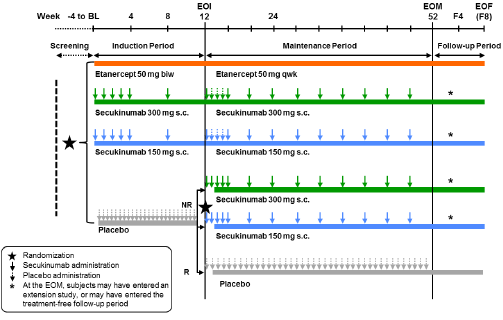 EOI EOM EOF
Week -4 to BL 4 8 12 24 52 F4 (F8)
Screening Induction Period Maintenance Period Follow-up Period
Etanercept 50 mg biw Etanercept 50 mg qwk
*
Secukinumab 300 mg s.c. Secukinumab 300 mg s.c.
*
Secukinumab 150 mg s.c. Secukinumab 150 mg s.c.
NR *
Secukinumab 300 mg s.c.
Placebo *
Secukinumab 150 mg s.c.
R
Placebo
Randomization
Secukinumab administration
Placebo administration
* At the EOM, subjects may have entered an
extension study, or may have entered the
treatment-free follow-up period